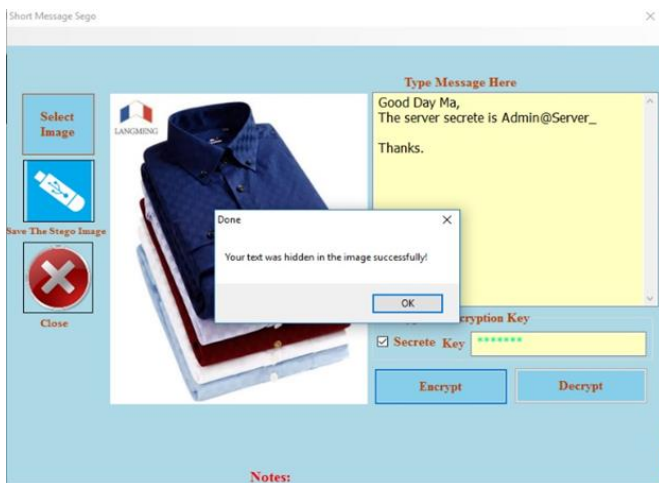 Short Message Sego
Type Message Here
Select
Image
LANGMENG
Good Day Ma,
The server secrete is Admin@Server_
Thanks.
Save The Stego Image
Done
Your text was hidden in the image successfully!
OK
Close
cryption Key
Secrete Key *******
Encrypt
Decrypt
Notes: